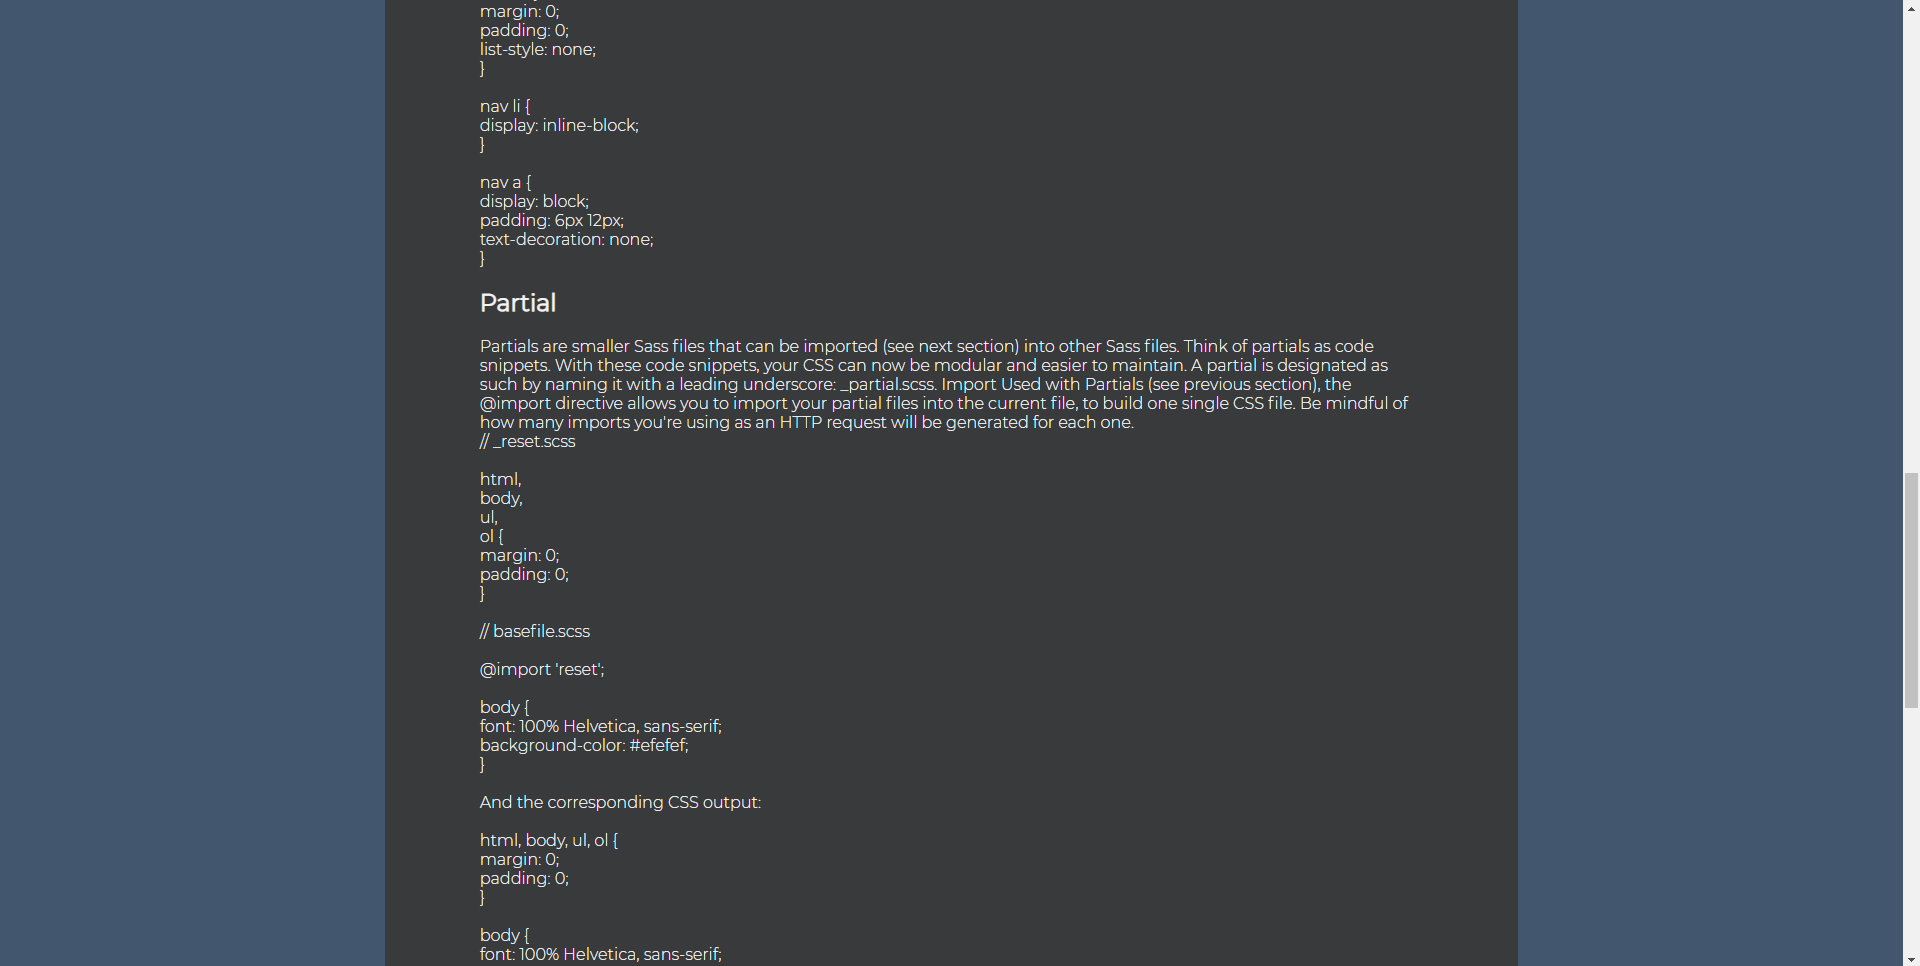 margin: 0;
padding: 0;
list-style: none;
}
nav li {
display: inline-block;
}
nav a {
display: block;
padding: 6px 12px;
text-decoration: none;
}
Partial
Partials are smaller Sass files that can be imported (see next section) into other Sass files. Think of partials as code
snippets. With these code snippets, your CSS can now be modular and easier to maintain. A partial is designated as
such by naming it with a leading underscore: _partial.scss. Import Used with Partials (see previous section), the
@import directive allows you to import your partial files into the current file, to build one single CSS file. Be mindful of
how many imports you're using as an HTTP request will be generated for each one.
// _reset.scss
html,
body,
ul,
ol {
margin: 0;
padding: 0;
}
// basefile.scss
@import 'reset';
body {
font: 100% Helvetica, sans-serif;
background-color: #efefef;
}
And the corresponding CSS output:
html, body, ul, ol {
margin: 0;
padding: 0;
}
body {
font: 100% Helvetica, sans-serif;